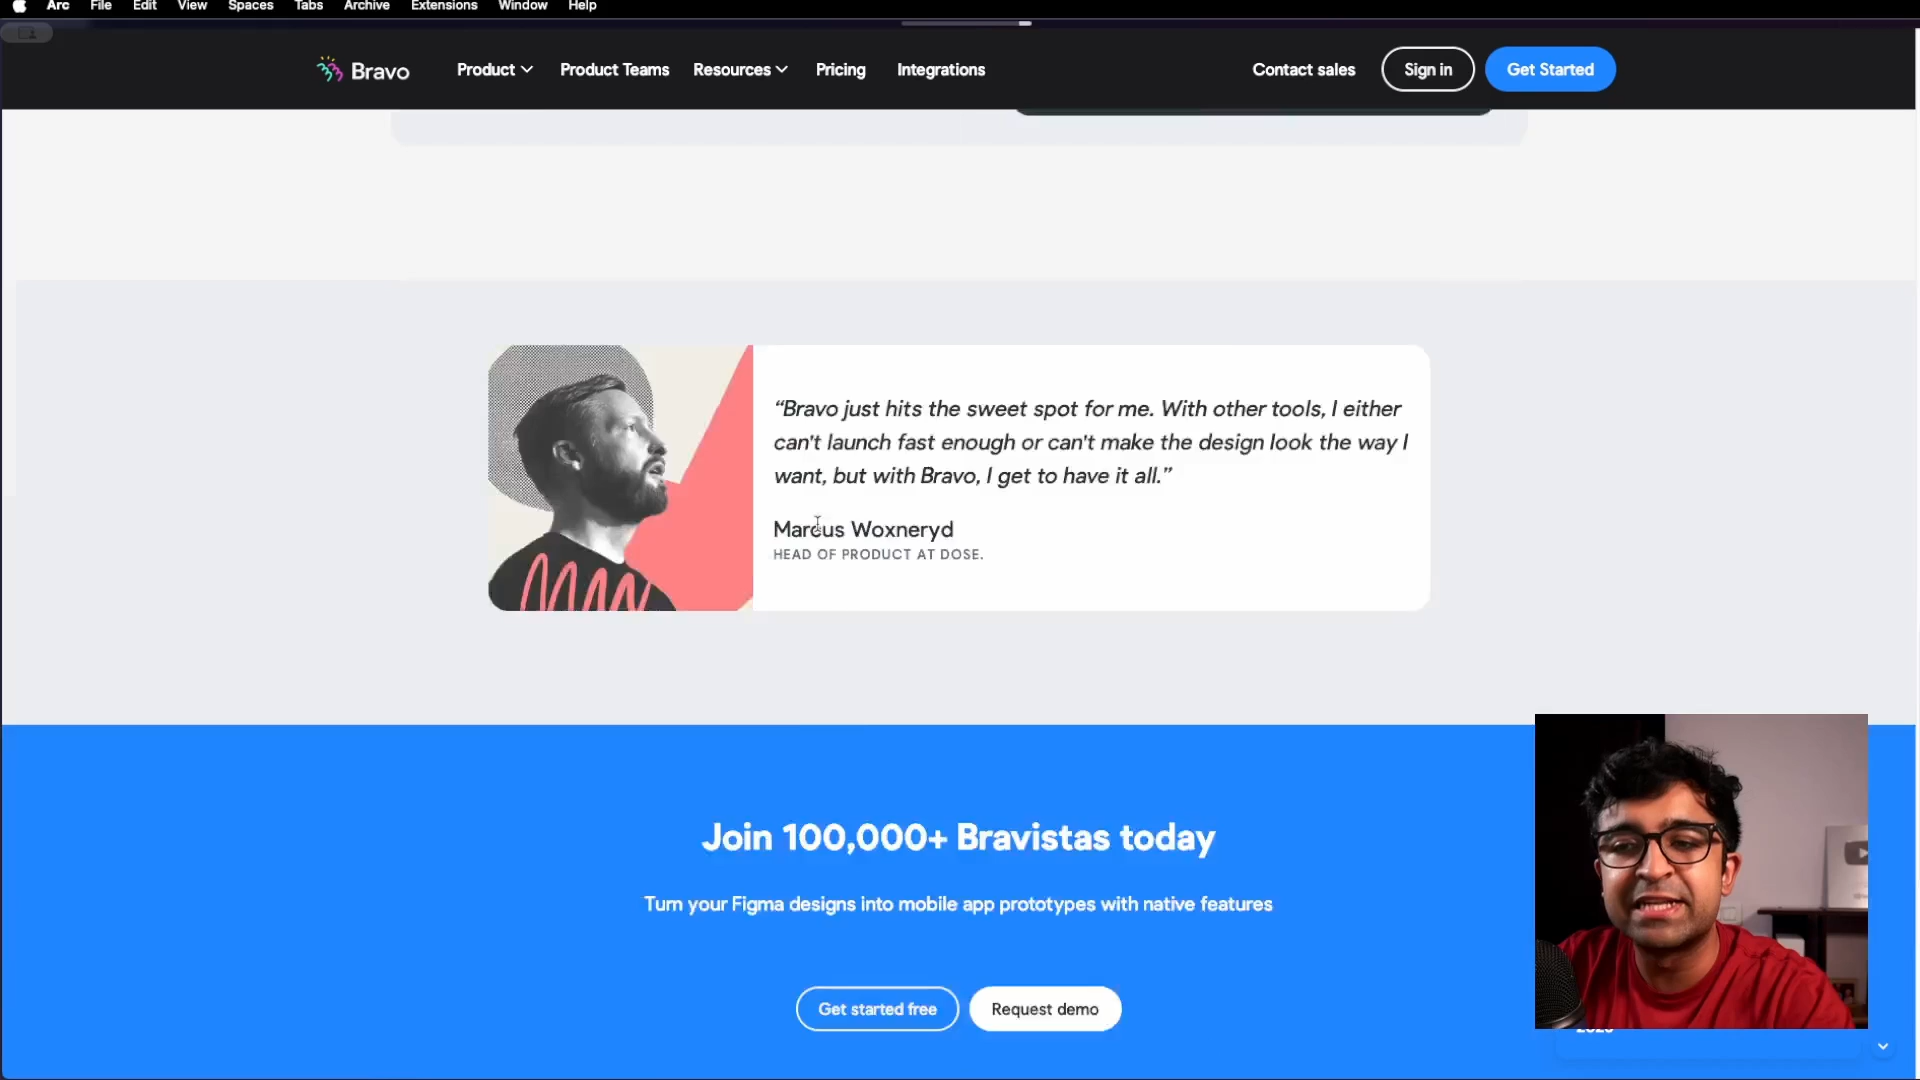 Arc File Edit View Spaces Tabs Archive Extensions Window Help
Bravo Product Product Teams Resources Pricing Integrations Contact sales Sign in Get Started
“Bravo just hits the sweet spot for me. With other tools, I either
can't launch fast enough or can't make the design look the way I
want, but with Bravo, I get to have it all.”
Marcus Woxneryd
HEAD OF PRODUCT AT DOSE.
Join 100,000+ Bravistas today
Turn your Figma designs into mobile app prototypes with native features
Get started free Request demo